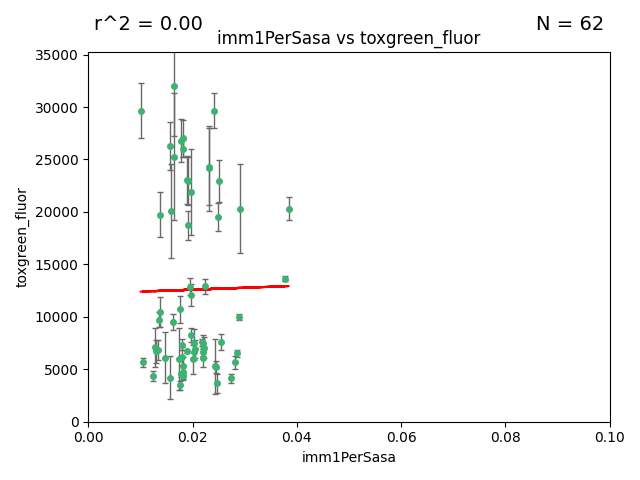 r^2 = 0.00
N = 62
imm1PerSasa vs toxgreen_fluor
35000
30000
25000
20000
15000
10000
5000
0
toxgreen_fluor
0.00
0.02
0.04
0.06
0.08
0.10
imm1PerSasa